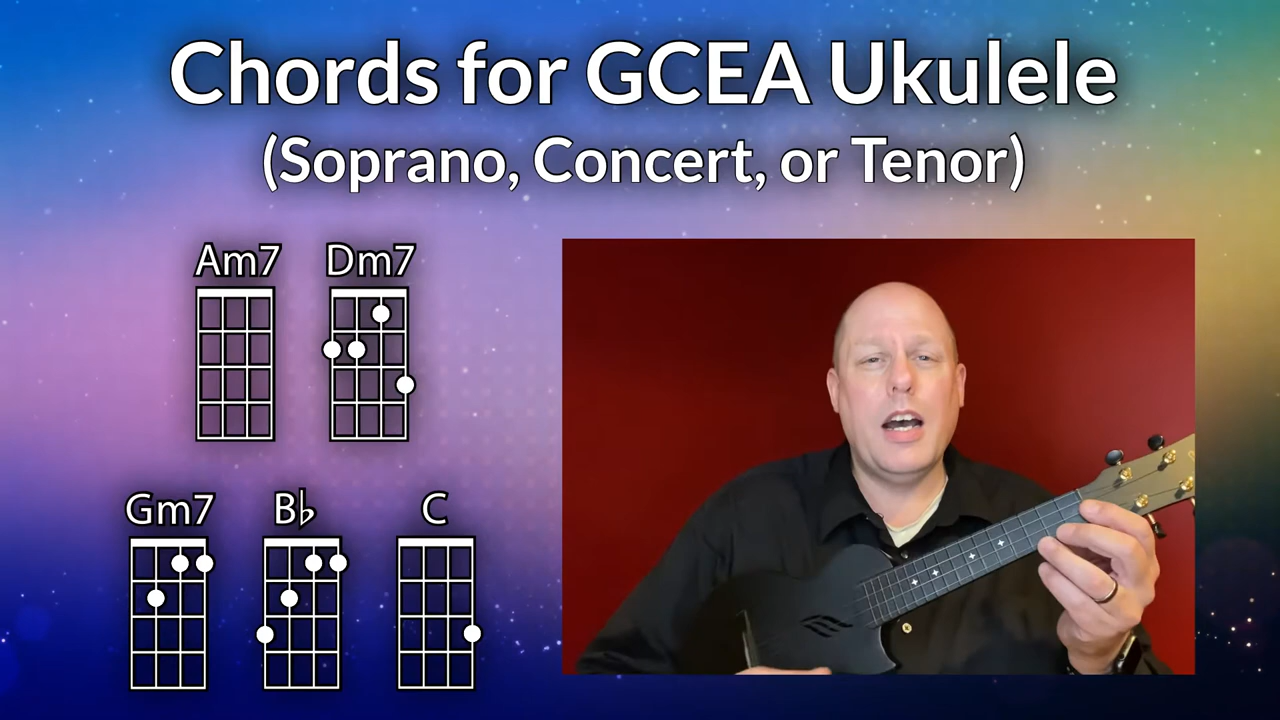 Chords for GCEA Ukulele
(Soprano, Concert, or Tenor)
Am7 Dm7
Gm7 B♭ C